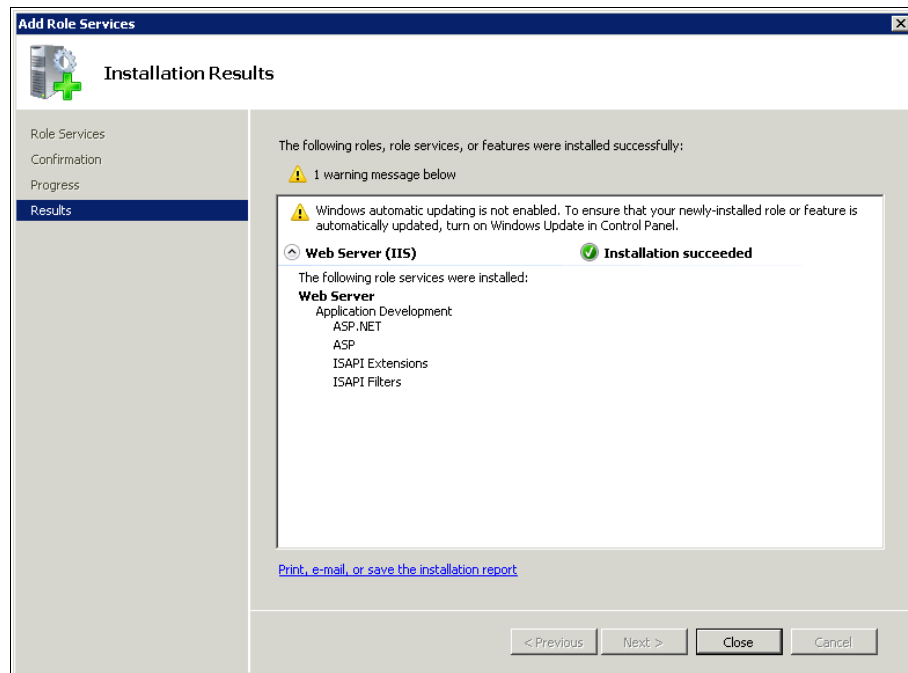 Add Role Services
Installation Results
Role Services
Confirmation
Progress
Results
The following roles, role services, or features were installed successfully:
1 warning message below
Windows automatic updating is not enabled. To ensure that your newly-installed role or feature is
automatically updated, turn on Windows Update in Control Panel.
Web Server (IIS) Installation succeeded
The following role services were installed:
Web Server
Application Development
ASP.NET
ASP
ISAPI Extensions
ISAPI Filters
Print, e-mail, or save the installation report
< Previous Next > Close Cancel